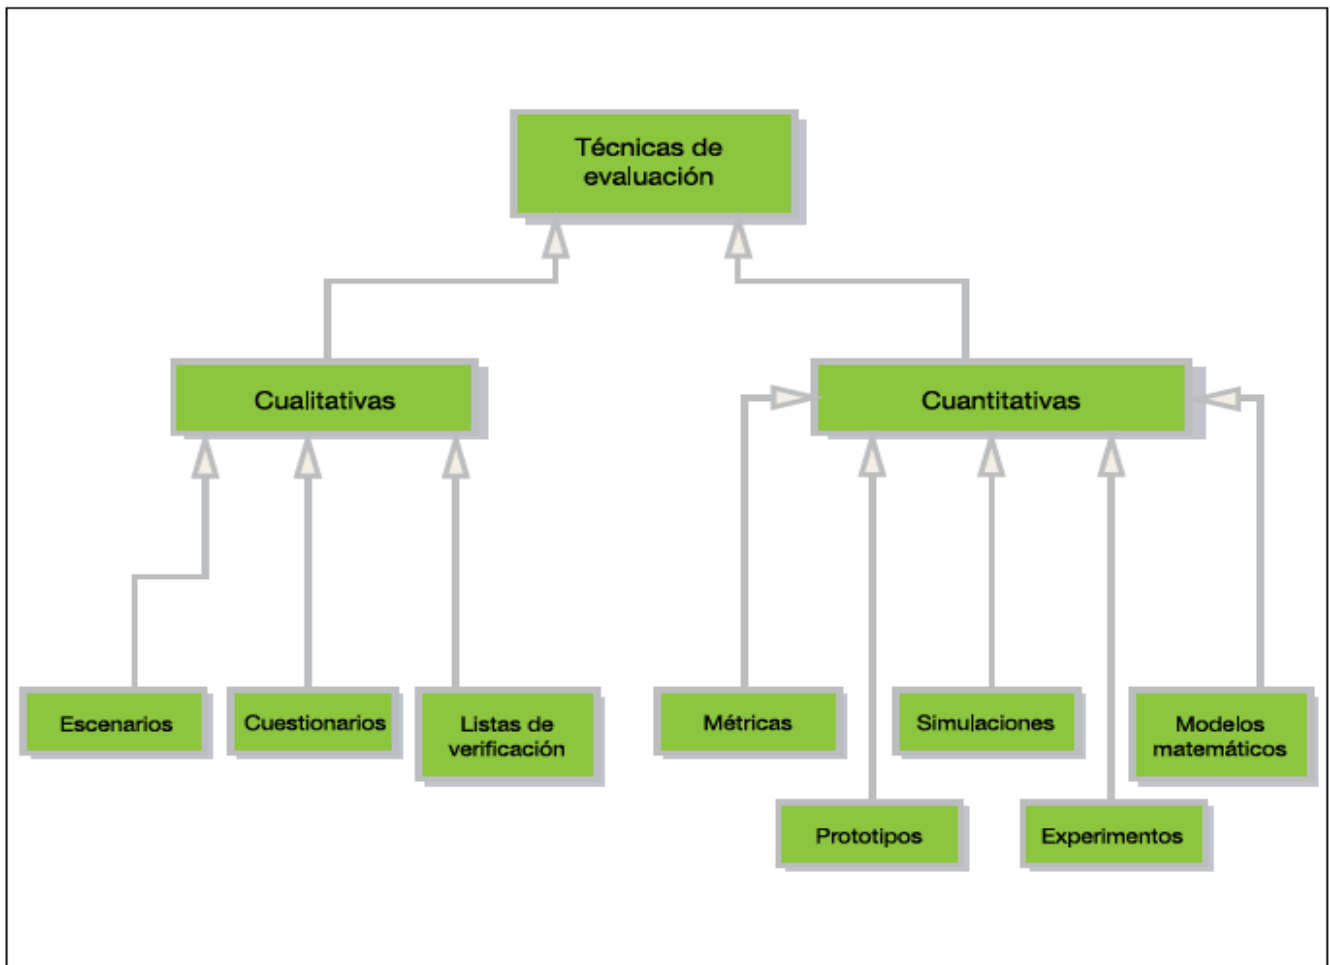 Técnicas de
evaluación
Cualitativas
Cuantitativas
Escenarios
Cuestionarios
Listas de
verificación
Métricas
Simulaciones
Modelos
matemáticos
Prototipos
Experimentos